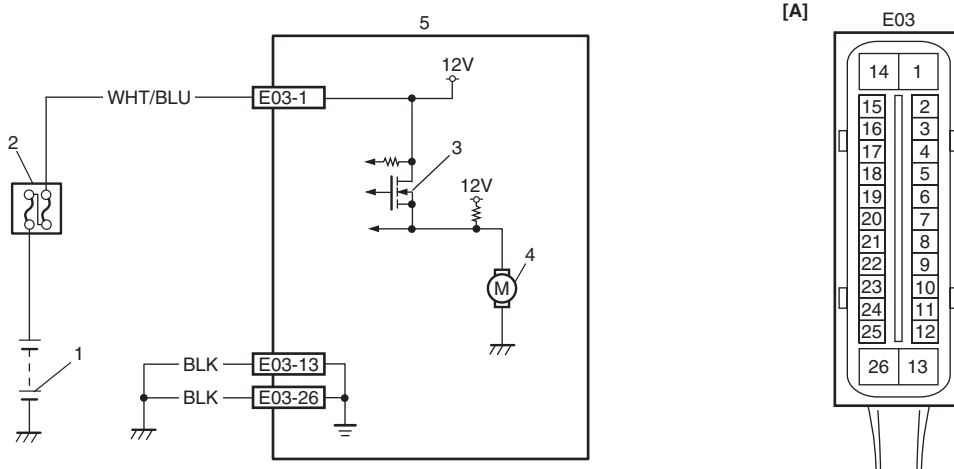 5
12V
WHT/BLU
E03-1
2
3
12V
4
M
1
BLK
E03-13
BLK
E03-26
[A]
E03
14 1
15 2
16 3
17 4
18 5
19 6
20 7
21 8
22 9
23 10
24 11
25 12
26 13